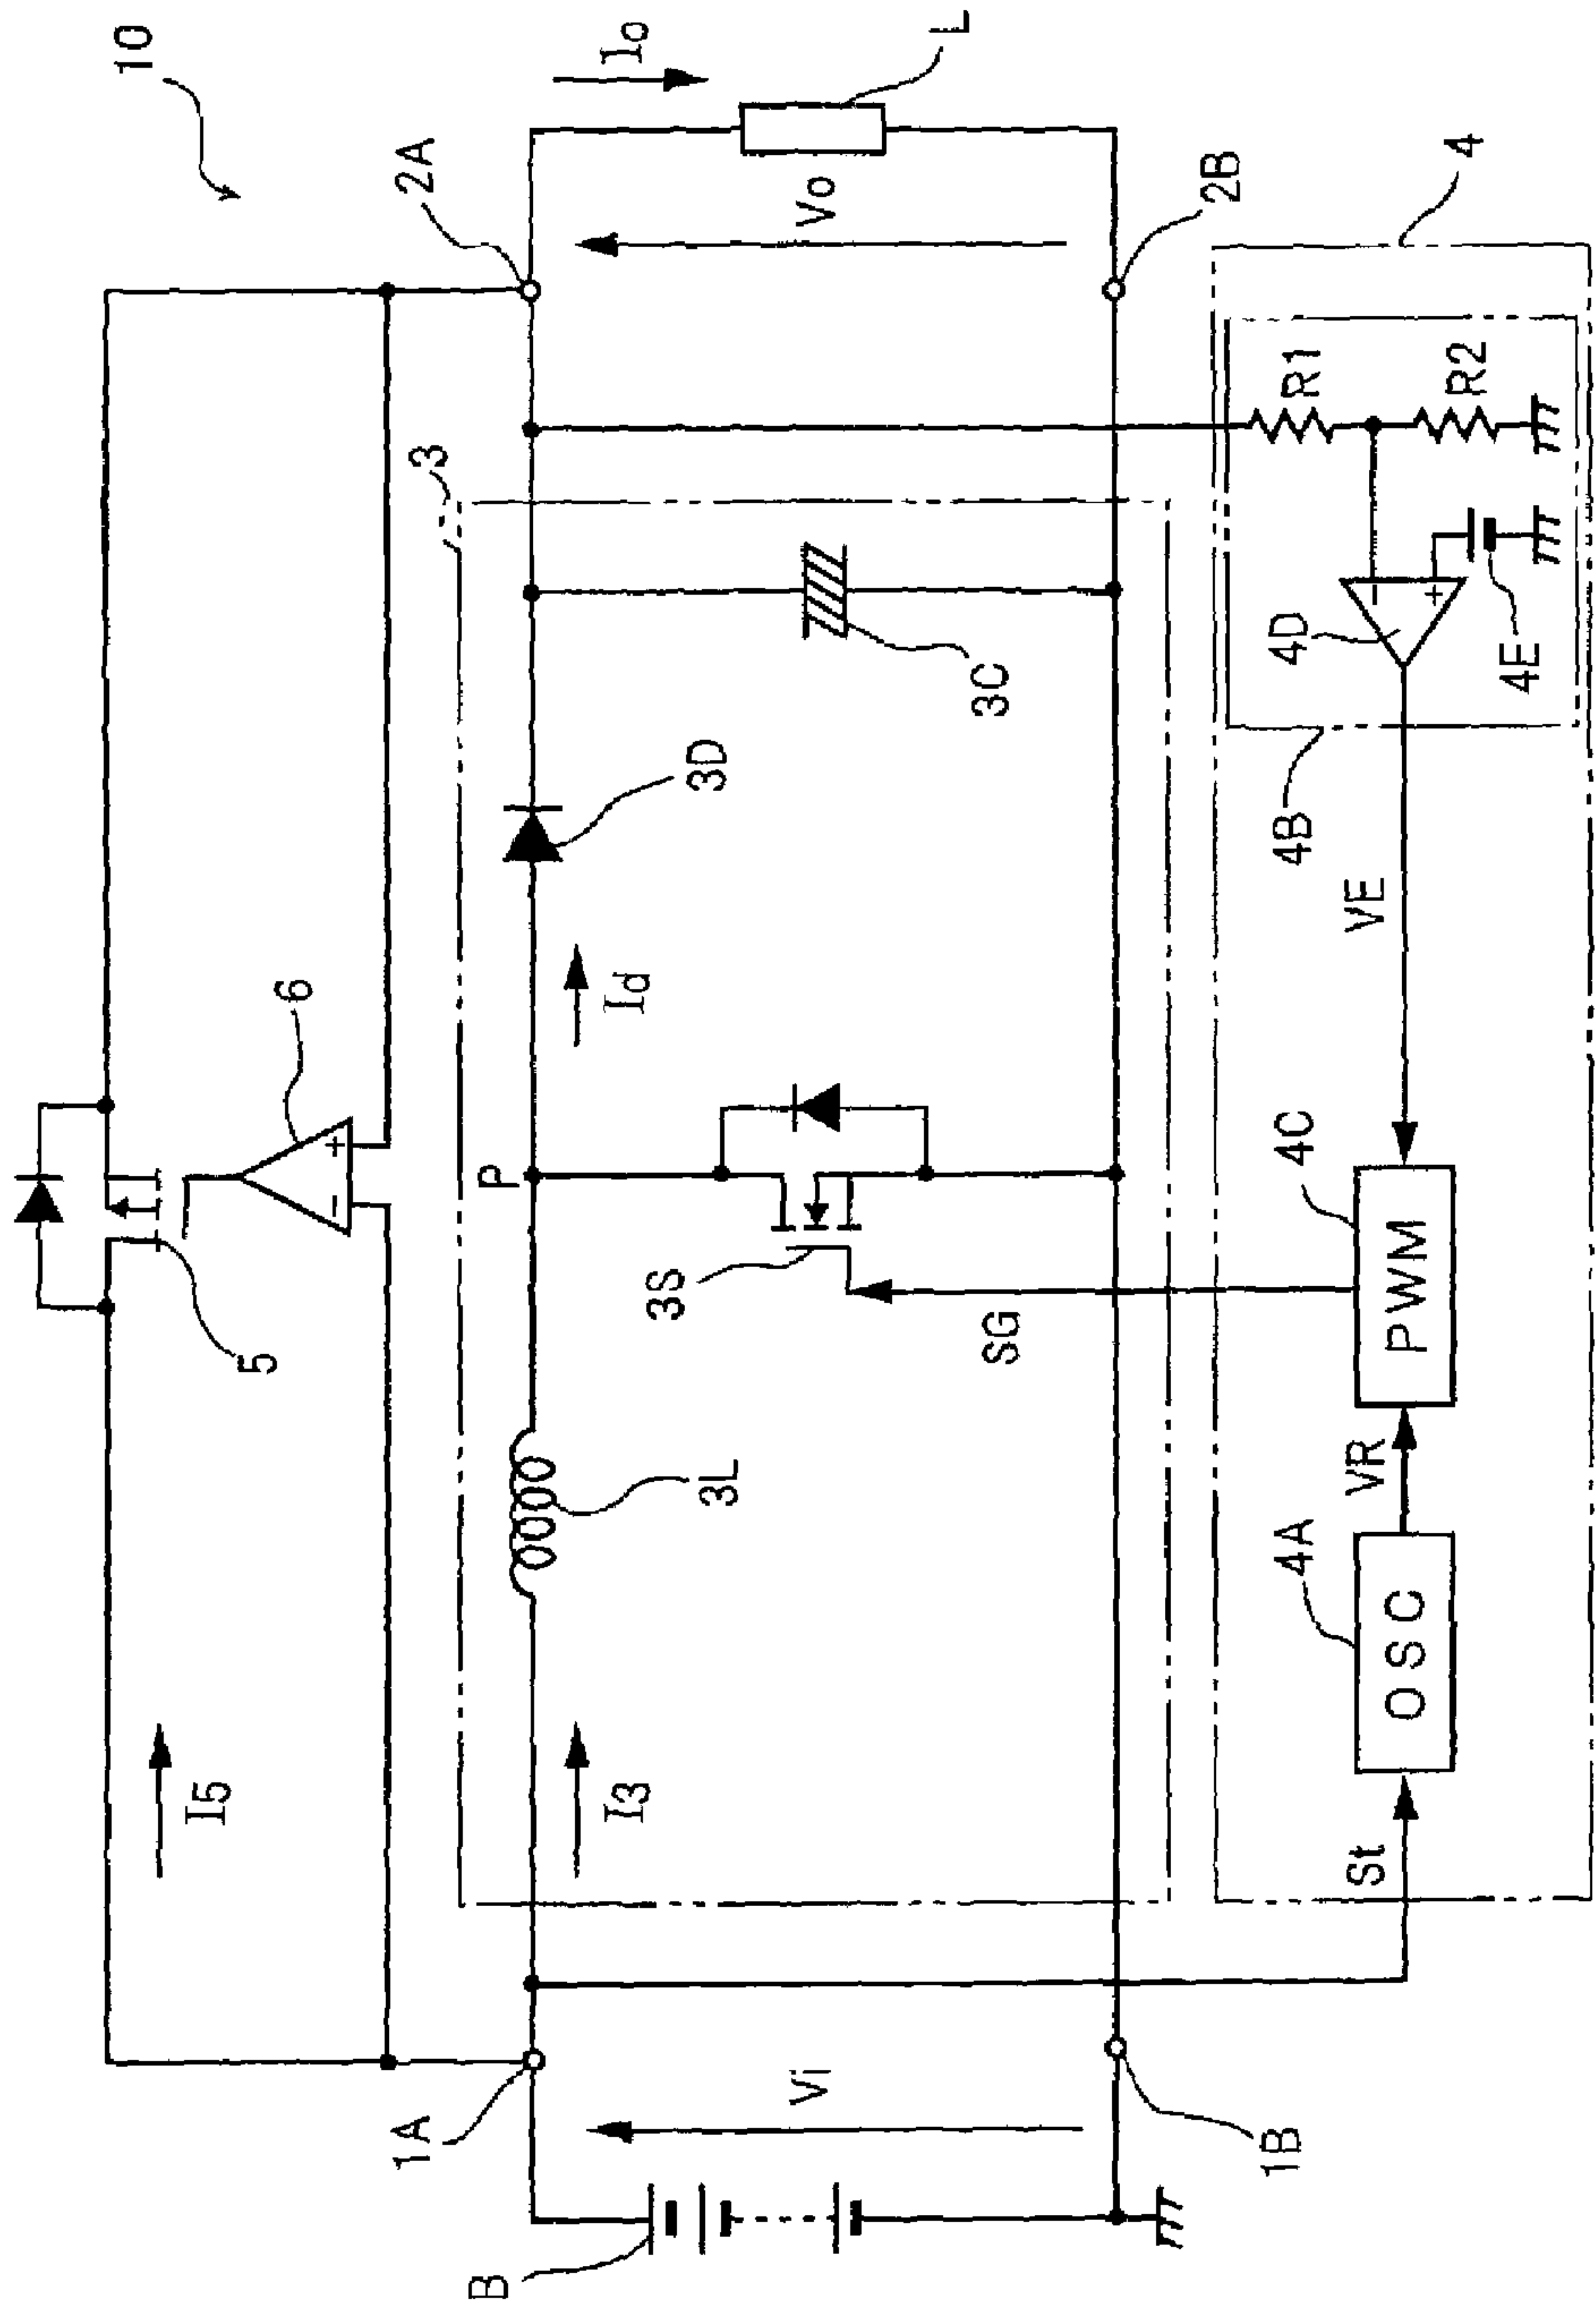 10
5
6
I5
1A
2A
3
P
Io
I3
Id
3L
3D
B
Vi
3S
3C
Vo
L
SG
1B
2B
St
4A
VR
4C
VE
4B
4D
R1
4
OSC
PWM
-
+
-
+
4E
R2